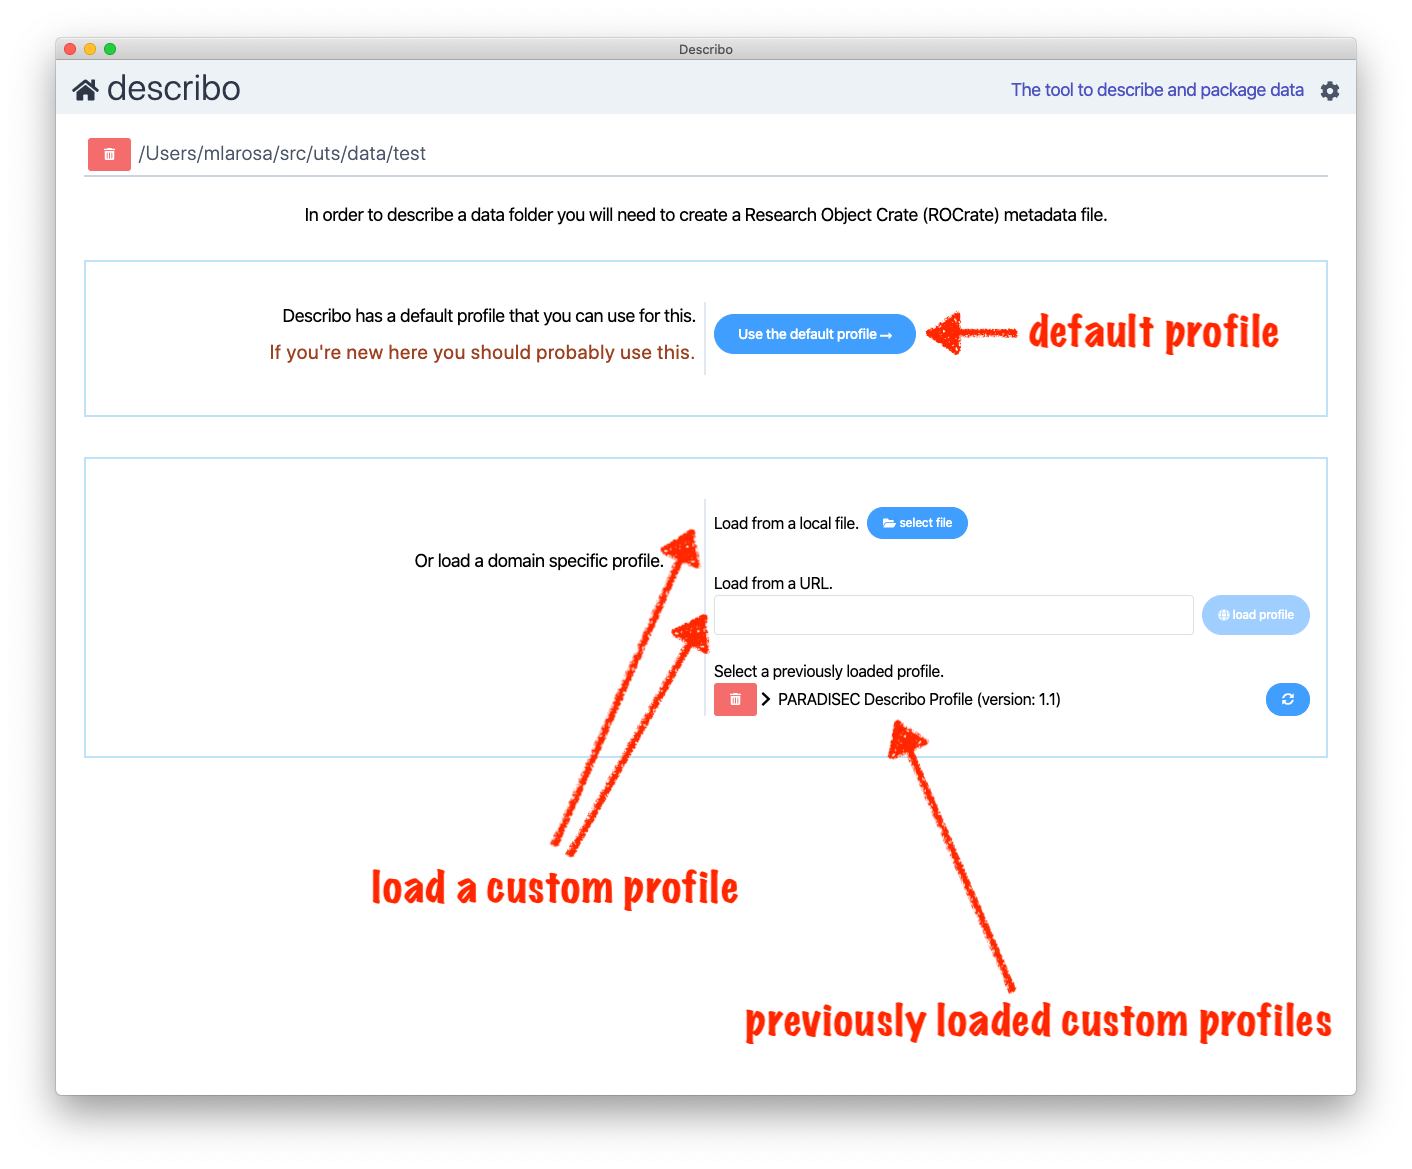 Describo
describo
The tool to describe and package data
/Users/mlarosa/src/uts/data/test
In order to describe a data folder you will need to create a Research Object Crate (ROCrate) metadata file.
Describo has a default profile that you can use for this.
If you're new here you should probably use this.
Use the default profile →
default profile
Or load a domain specific profile.
Load from a local file.
select file
Load from a URL.
load profile
Select a previously loaded profile.
PARADISEC Describo Profile (version: 1.1)
load a custom profile
previously loaded custom profiles